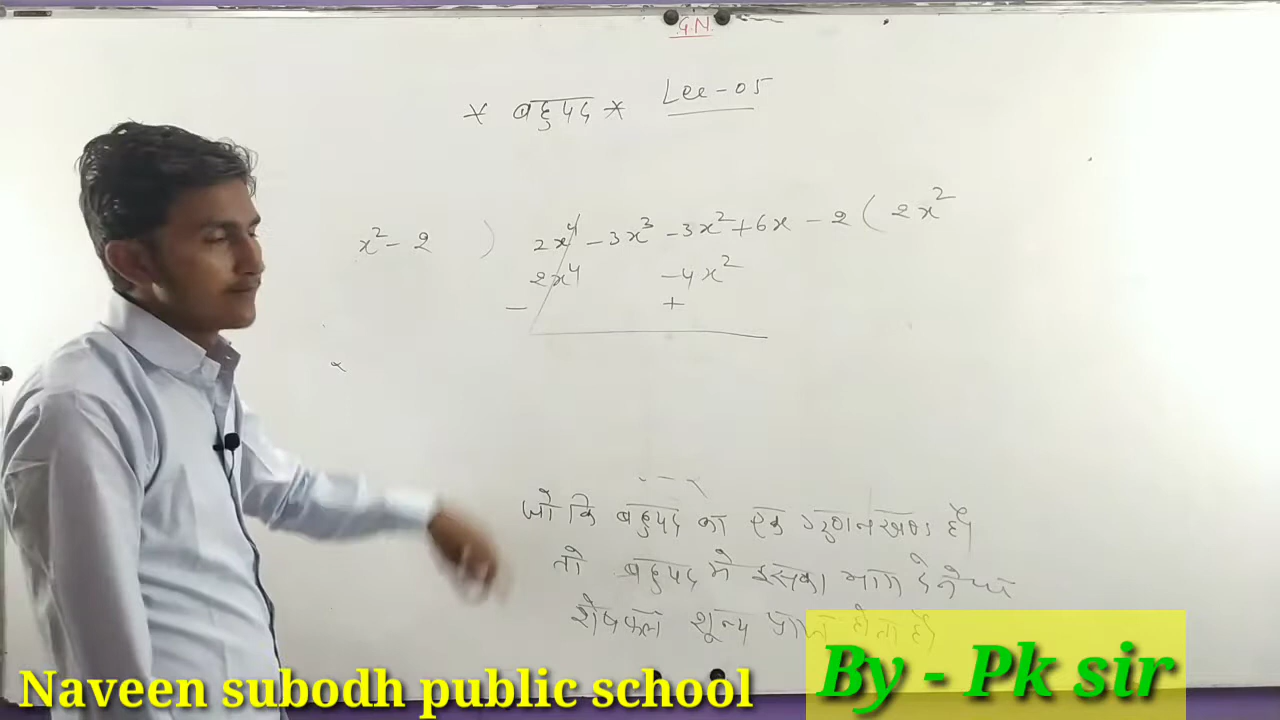 GN
* बहुपद * Lec-05
x² - 2 ) 2x⁴ - 3x³ - 3x² + 6x - 2 ( 2x²
2x⁴ - 4x²
- +
जो कि बहुपद का एक गुणनखण्ड है।
तो बहुपद मे इसका भाग देने पर
शेषफल शून्य प्राप्त होता है।
Naveen subodh public school
By - Pk sir